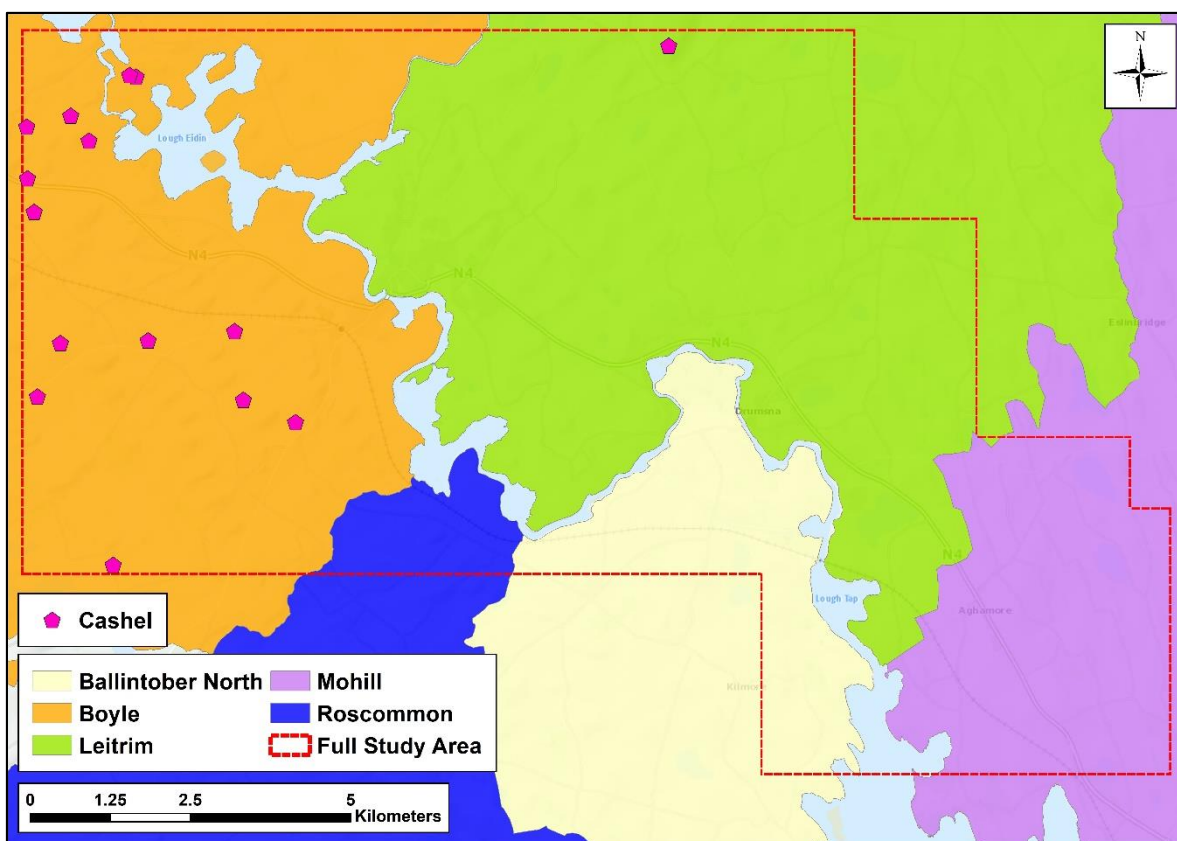 N
Lough Eidin
N4
N4
Eslinbridge
N4
Drumsna
N4
Lough Tap
Aghamore
Kilmore
Cashel
Ballintober North
Mohill
Boyle
Roscommon
Leitrim
Full Study Area
0 1.25 2.5 5
Kilometers